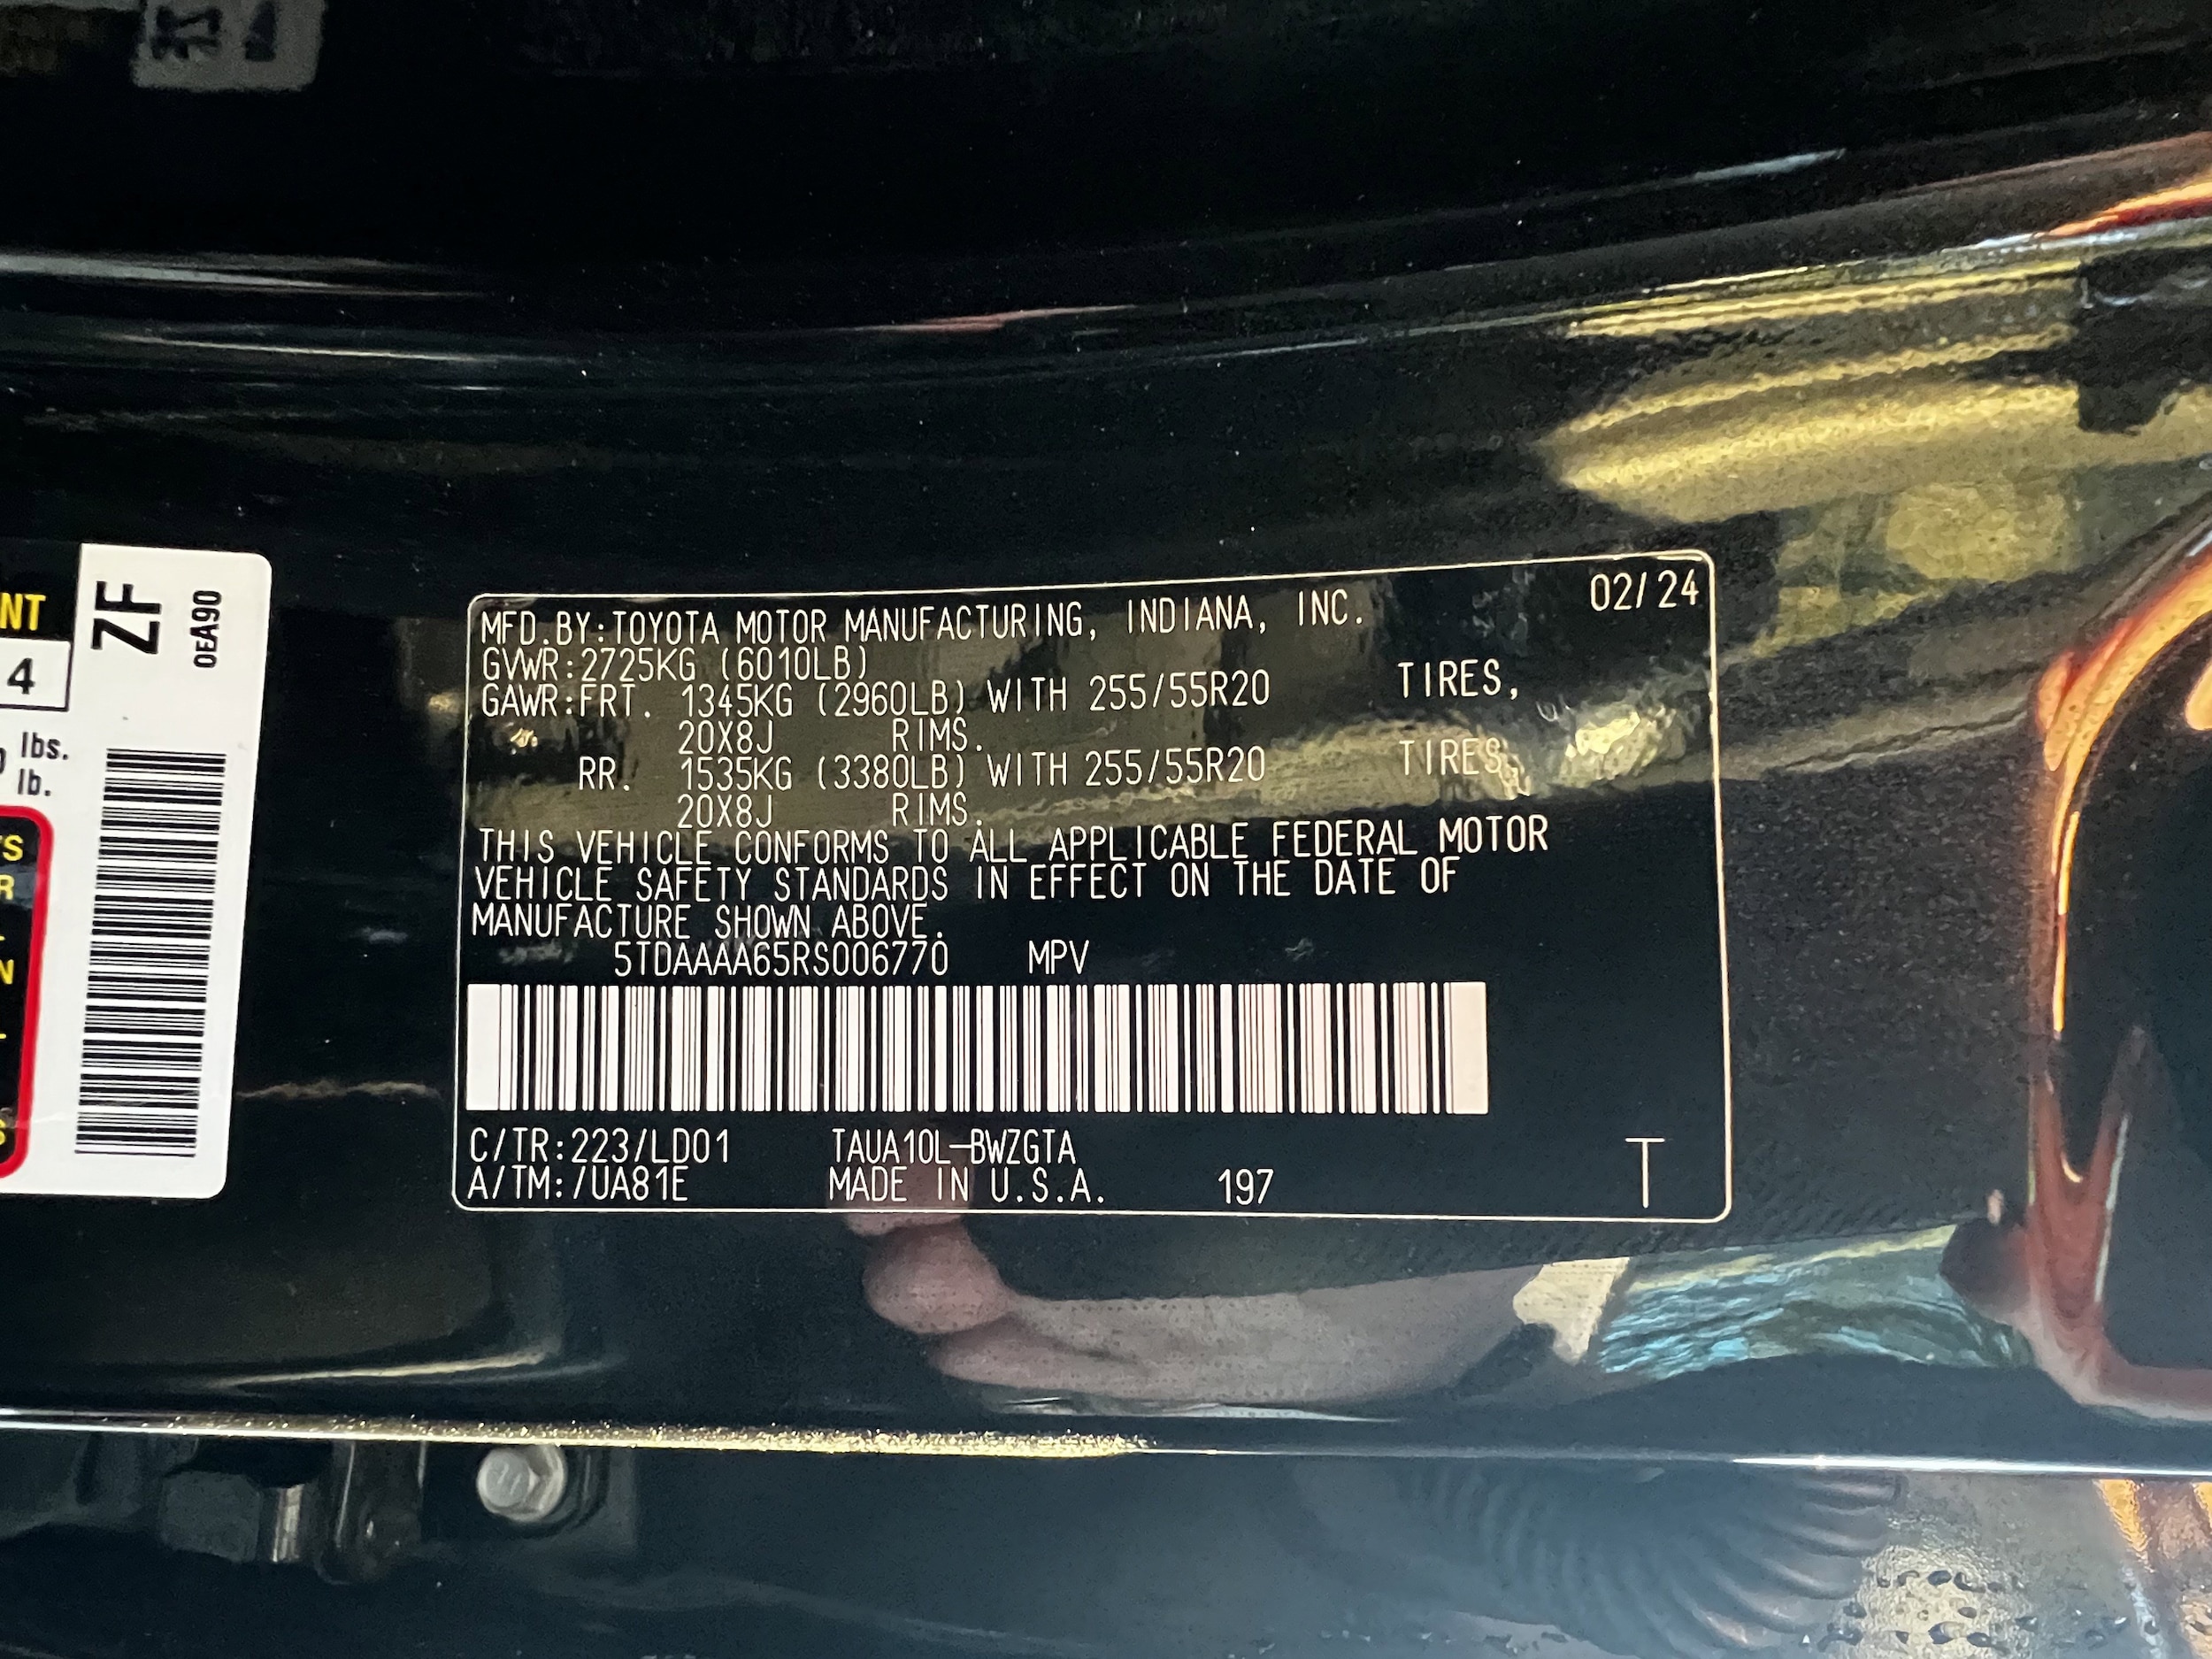 NT
4
lbs.
lb.
ZF
0EA90
MFD.BY:TOYOTA MOTOR MANUFACTURING, INDIANA, INC. 02/24
GVWR:2725KG (6010LB)
GAWR:FRT. 1345KG (2960LB) WITH 255/55R20 TIRES,
20X8J RIMS.
RR. 1535KG (3380LB) WITH 255/55R20 TIRES,
20X8J RIMS.
THIS VEHICLE CONFORMS TO ALL APPLICABLE FEDERAL MOTOR
VEHICLE SAFETY STANDARDS IN EFFECT ON THE DATE OF
MANUFACTURE SHOWN ABOVE.
5TDAAAA65RS006770 MPV
C/TR:223/LD01 TAUA10L-BWZGTA
A/TM:/UA81E MADE IN U.S.A. 197 T